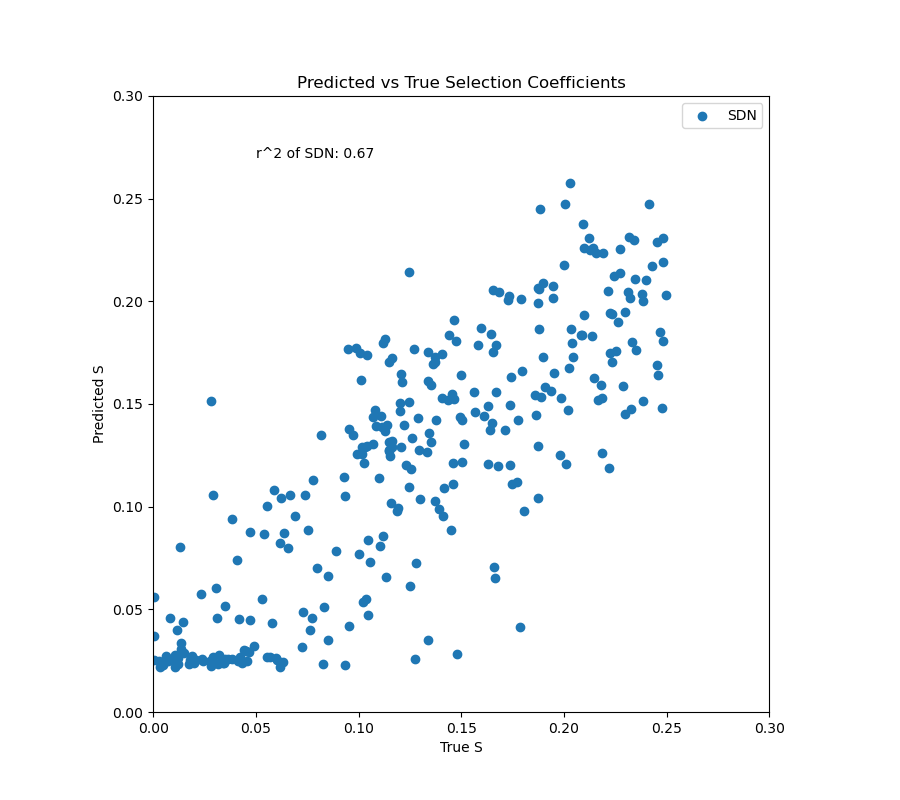 Predicted vs True Selection Coefficients
0.30
SDN
r^2 of SDN: 0.67
0.25
0.20
0.15
Predicted S
0.10
0.05
0.00
0.00 0.05 0.10 0.15 0.20 0.25 0.30
True S